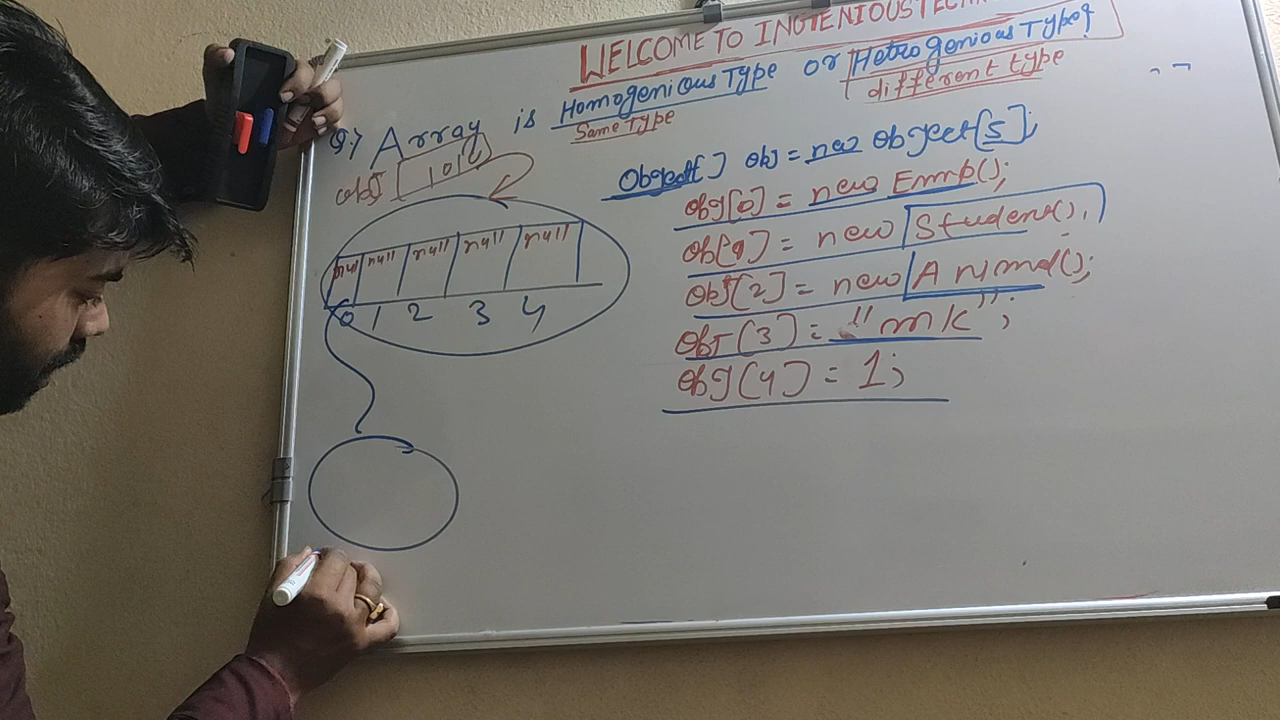 WELCOME TO INGENIOUSTECH
Q.) Array is Homogenious Type or Hetrogenious Type?
Same Type
different type
obj 1010
Object[] obj = new Object[5];
obj[0] = new Emmp();
obj[1] = new Student();
obj[2] = new Animal();
obj[3] = "mk";
obj[4] = 1;
null null null null null
0 1 2 3 4